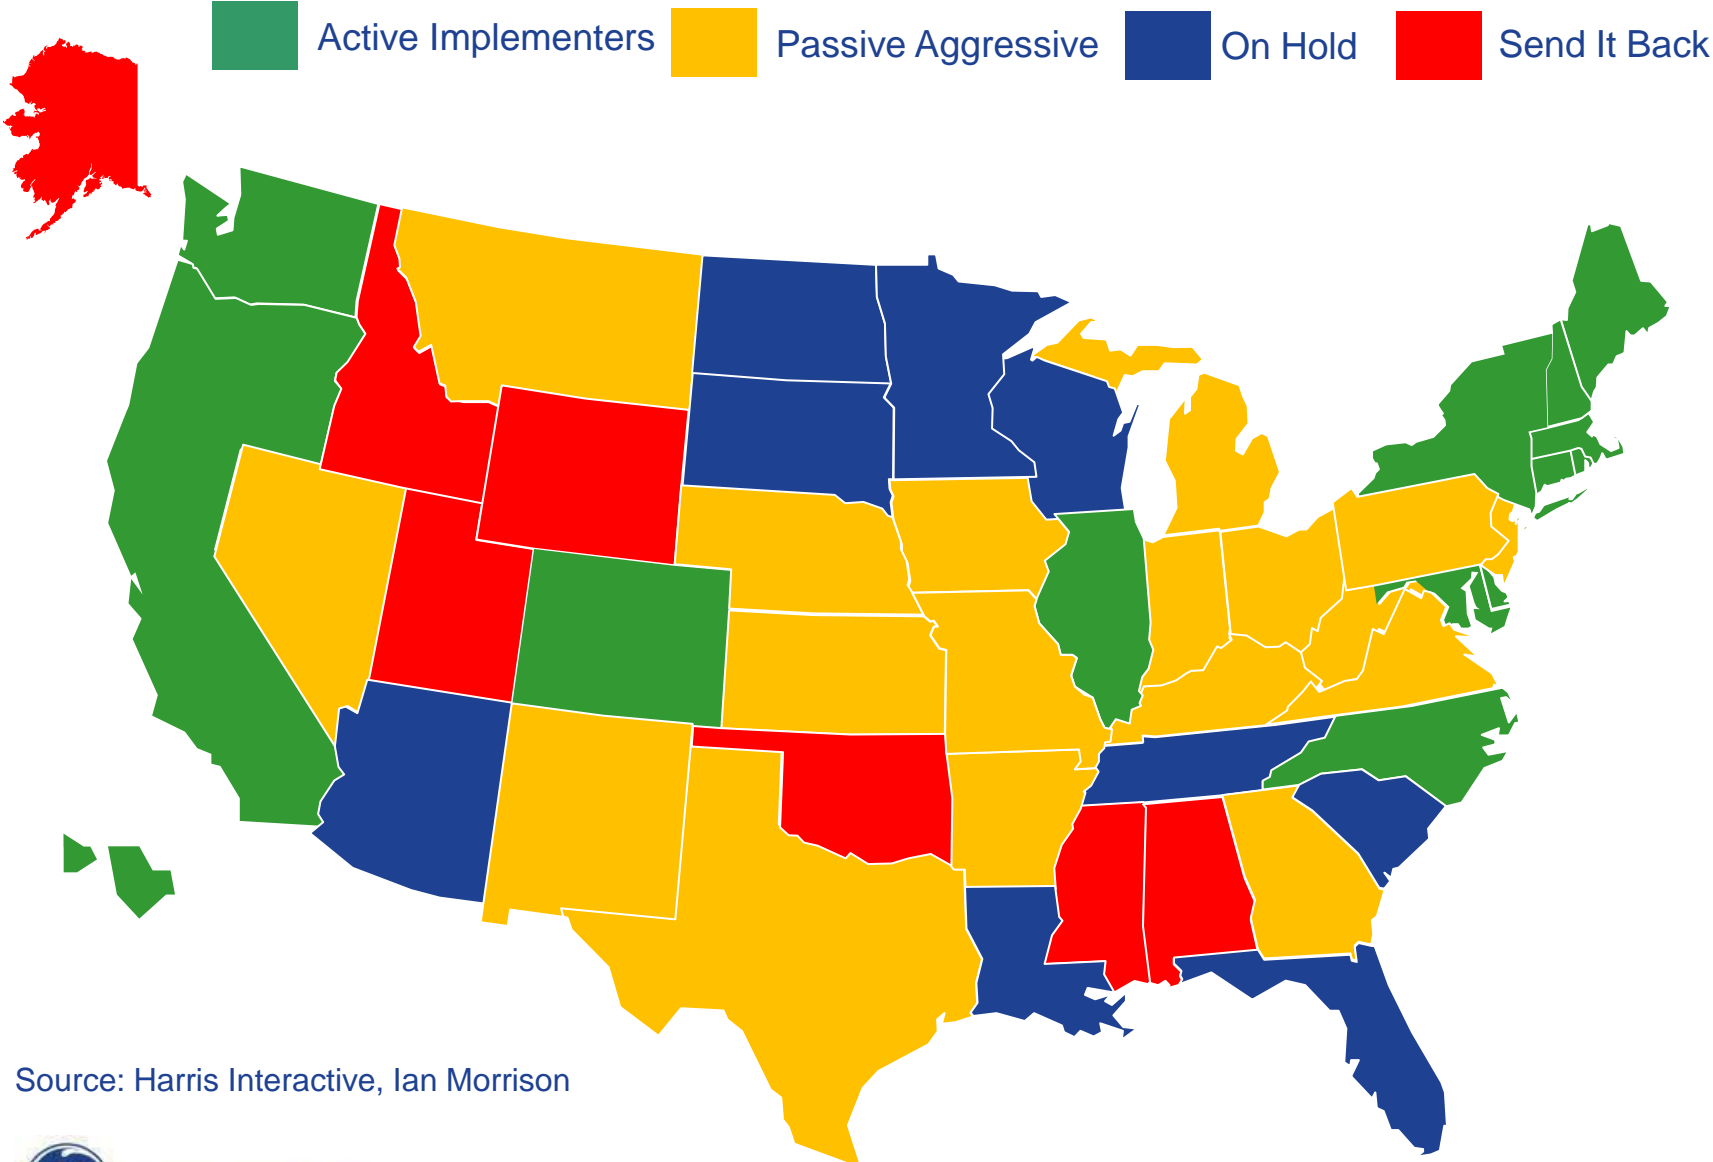 Active Implementers
Passive Aggressive
On Hold
Send It Back
Source: Harris Interactive, Ian Morrison